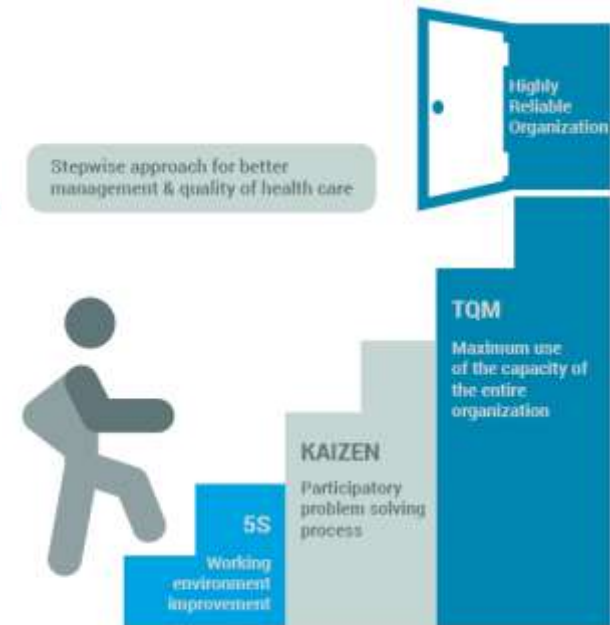 Highly
Reliable
Organization
Stepwise approach for better
management & quality of health care
TQM
Maximum use
of the capacity of
the entire
organization
KAIZEN
Participatory
problem solving
process
5S
Working
environment
improvement